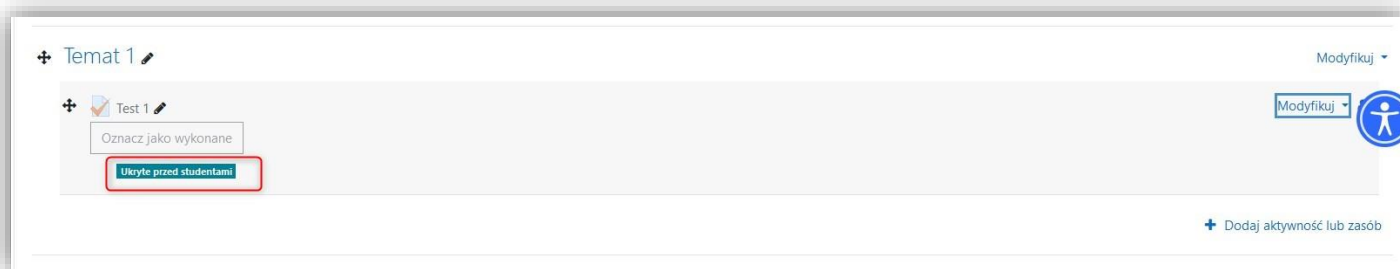 Temat 1
Modyfikuj
Test 1
Modyfikuj
Oznacz jako wykonane
Ukryte przed studentami
Dodaj aktywność lub zasób